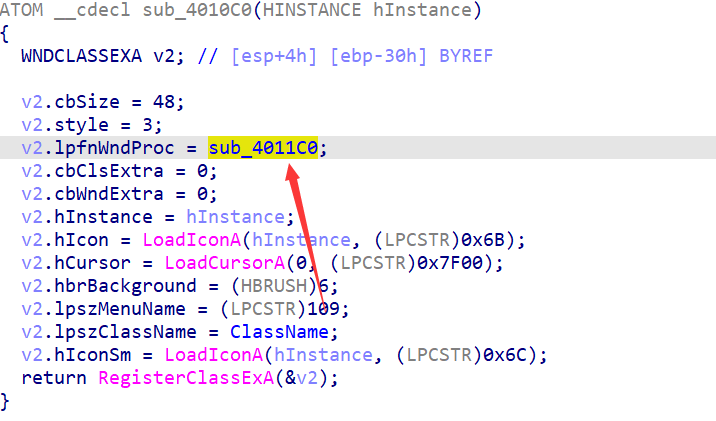 ATOM __cdecl sub_4010C0(HINSTANCE hInstance)
{
  WNDCLASSEXA v2; // [esp+4h] [ebp-30h] BYREF

  v2.cbSize = 48;
  v2.style = 3;
  v2.lpfnWndProc = sub_4011C0;
  v2.cbClsExtra = 0;
  v2.cbWndExtra = 0;
  v2.hInstance = hInstance;
  v2.hIcon = LoadIconA(hInstance, (LPCSTR)0x6B);
  v2.hCursor = LoadCursorA(0, (LPCSTR)0x7F00);
  v2.hbrBackground = (HBRUSH)6;
  v2.lpszMenuName = (LPCSTR)109;
  v2.lpszClassName = ClassName;
  v2.hIconSm = LoadIconA(hInstance, (LPCSTR)0x6C);
  return RegisterClassExA(&v2);
}